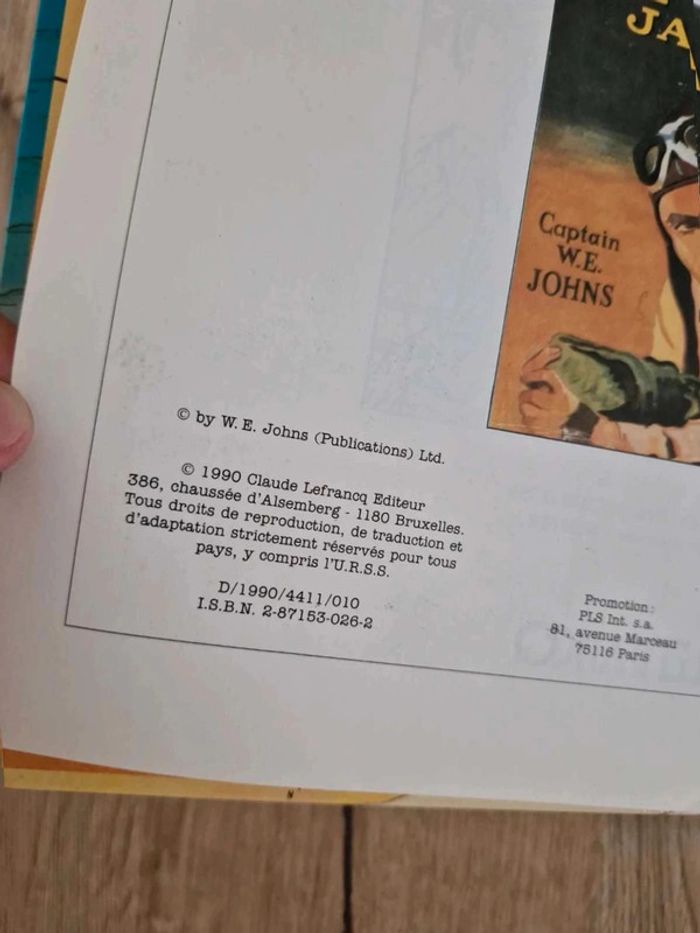 JA
Captain
W.E.
JOHNS
© by W. E. Johns (Publications) Ltd.
© 1990 Claude Lefrancq Editeur
386, chaussée d'Alsemberg - 1180 Bruxelles.
Tous droits de reproduction, de traduction et
d'adaptation strictement réservés pour tous
pays, y compris l'U.R.S.S.
D/1990/4411/010
I.S.B.N. 2-87153-026-2
Promotion :
PLS Int. s.a.
81, avenue Marceau
75116 Paris